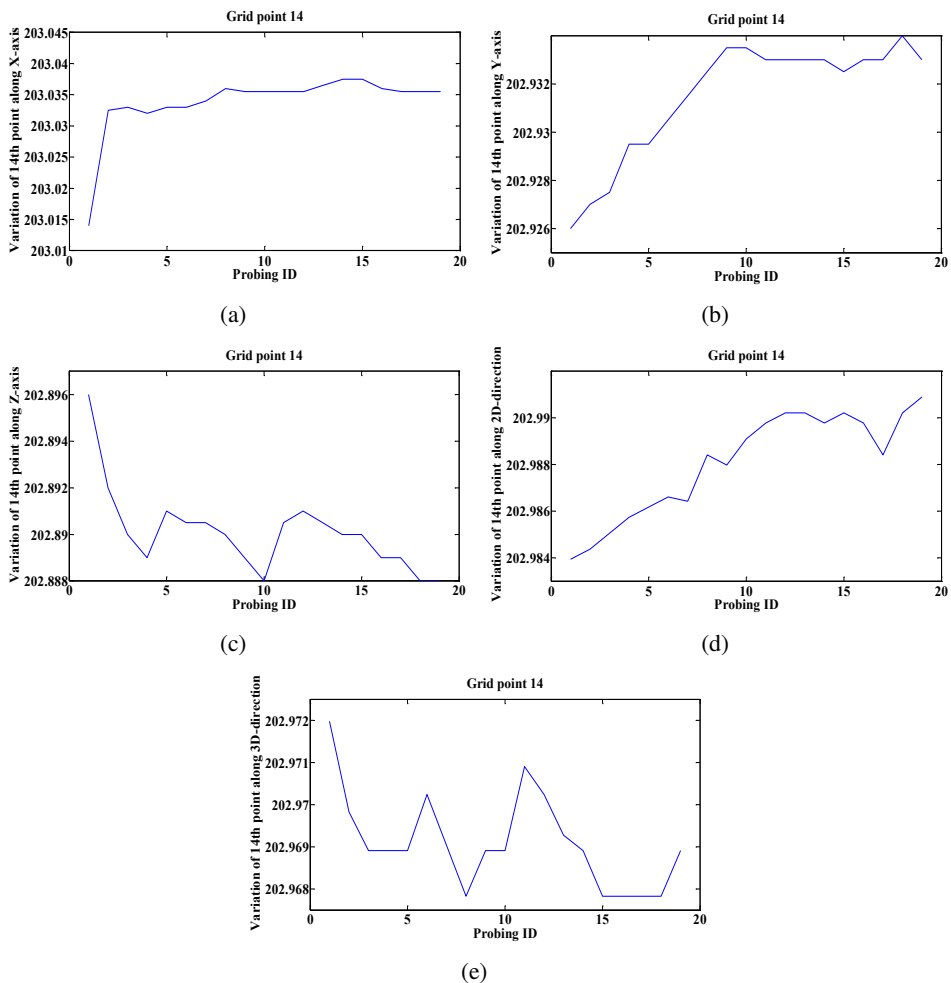 Grid point 14
Variation of 14th point along X-axis
203.045
203.04
203.035
203.03
203.025
203.02
203.015
203.01
0
5
10
15
20
Probing ID
(a)
Grid point 14
Variation of 14th point along Y-axis
202.932
202.93
202.928
202.926
0
5
10
15
20
Probing ID
(b)
Grid point 14
Variation of 14th point along Z-axis
202.896
202.894
202.892
202.89
202.888
0
5
10
15
20
Probing ID
(c)
Grid point 14
Variation of 14th point along 2D-direction
202.99
202.988
202.986
202.984
0
5
10
15
20
Probing ID
(d)
Grid point 14
Variation of 14th point along 3D-direction
202.972
202.971
202.97
202.969
202.968
0
5
10
15
20
Probing ID
(e)